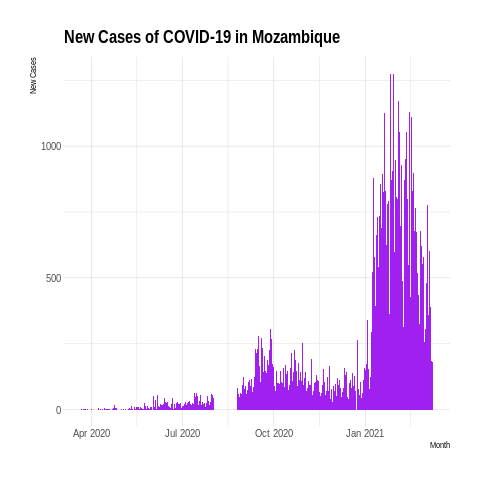 New Cases of COVID-19 in Mozambique
New Cases
1000
500
0
Apr 2020 Jul 2020 Oct 2020 Jan 2021
Month